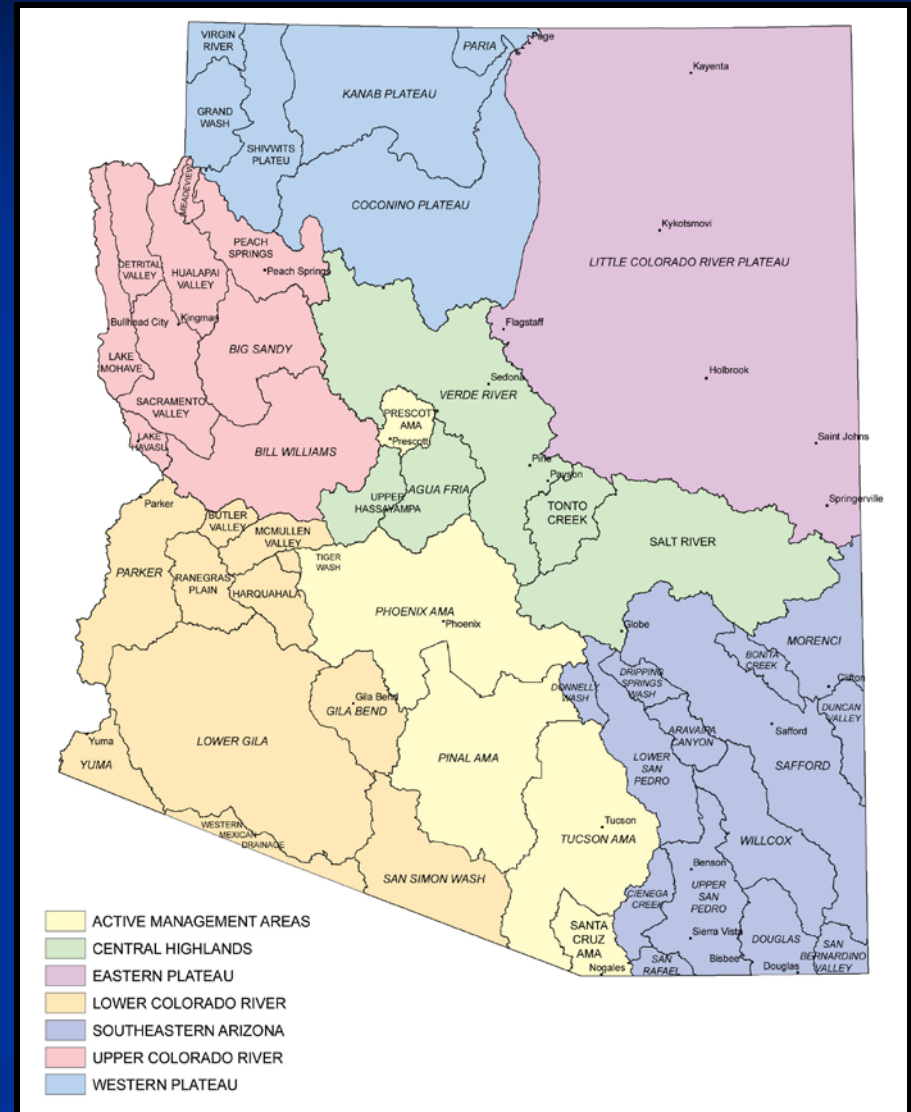 VIRGIN
RIVER
PARIA
Page
Kayenta
KANAB PLATEAU
GRAND
WASH
SHIVWITS
PLATEU
MEADVIEW
COCONINO PLATEAU
Kykotsmovi
LITTLE COLORADO RIVER PLATEAU
PEACH
SPRINGS
Peach Springs
DETRITAL
VALLEY
HUALAPAI
VALLEY
Bullhead City
Kingman
Flagstaff
BIG SANDY
LAKE
MOHAVE
Holbrook
Sedona
VERDE RIVER
SACRAMENTO
VALLEY
PRESCOTT
AMA
Prescott
LAKE
HAVASU
BILL WILLIAMS
Saint Johns
Pine
Payson
AGUA FRIA
UPPER
HASSAYAMPA
Springerville
Parker
TONTO
CREEK
BUTLER
VALLEY
MCMULLEN
VALLEY
SALT RIVER
TIGER
WASH
PARKER
RANEGRAS
PLAIN
HARQUAHALA
PHOENIX AMA
Phoenix
Globe
MORENCI
BONITA
CREEK
DRIPPING
SPRINGS
WASH
Clifton
DONNELLY
WASH
Gila Bend
GILA BEND
DUNCAN
VALLEY
Safford
ARAVAIPA
CANYON
Yuma
YUMA
LOWER GILA
PINAL AMA
LOWER
SAN
PEDRO
SAFFORD
Tucson
TUCSON AMA
WESTERN
MEXICAN
DRAINAGE
WILLCOX
Benson
SAN SIMON WASH
CIENEGA
CREEK
UPPER
SAN
PEDRO
SANTA
CRUZ
AMA
Sierra Vista
DOUGLAS
SAN
BERNARDINO
VALLEY
Nogales
SAN
RAFAEL
Bisbee
Douglas
ACTIVE MANAGEMENT AREAS
CENTRAL HIGHLANDS
EASTERN PLATEAU
LOWER COLORADO RIVER
SOUTHEASTERN ARIZONA
UPPER COLORADO RIVER
WESTERN PLATEAU